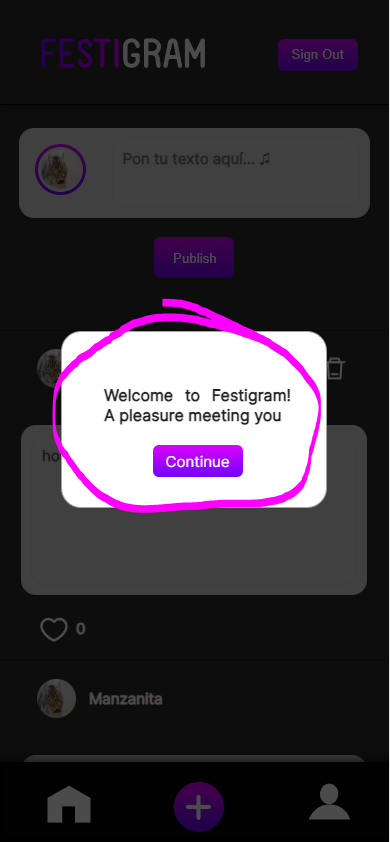 FESTIGRAM
Sign Out
Pon tu texto aquí... ♫
Publish
Welcome to Festigram!
A pleasure meeting you
Continue
ho
0
Manzanita